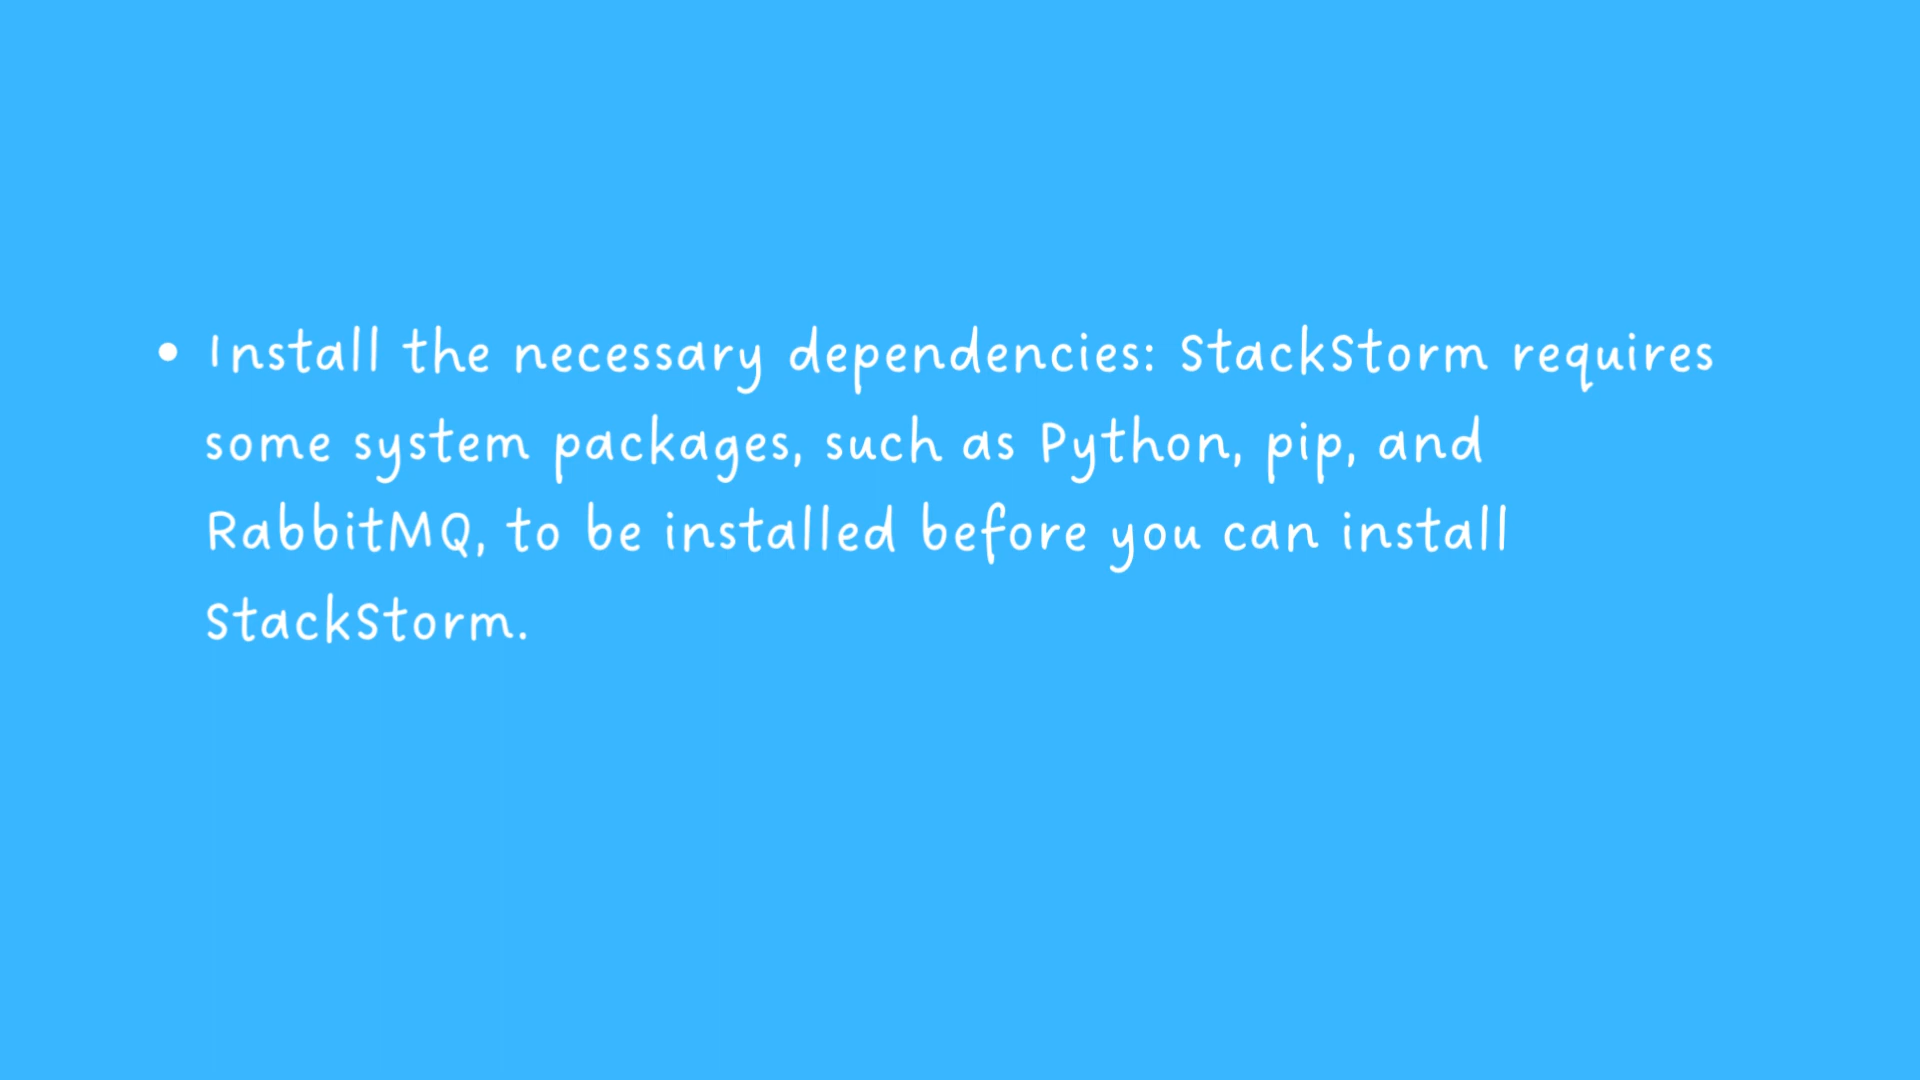 • Install the necessary dependencies: StackStorm requires
some system packages, such as Python, pip, and
RabbitMQ, to be installed before you can install
StackStorm.